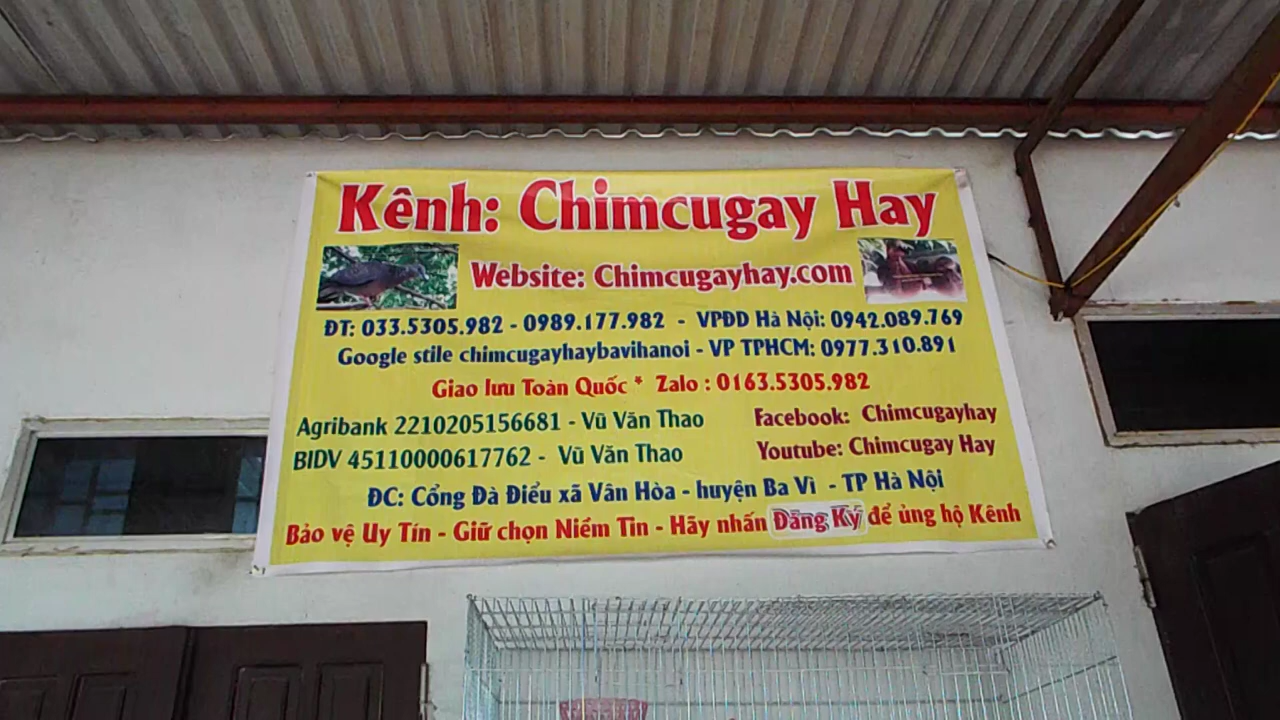 Kênh: Chimcugay Hay
Website: Chimcugayhay.com
ĐT: 033.5305.982 - 0989.177.982 - VPĐD Hà Nội: 0942.089.769
Google stile chimcugayhaybavihanoi - VP TPHCM: 0977.310.891
Giao lưu Toàn Quốc * Zalo : 0163.5305.982
Agribank 2210205156681 - Vũ Văn Thao
Facebook: Chimcugayhay
BIDV 45110000617762 - Vũ Văn Thao
Youtube: Chimcugay Hay
ĐC: Cổng Đà Điểu xã Vân Hòa - huyện Ba Vì - TP Hà Nội
Bảo vệ Uy Tín - Giữ chọn Niềm Tin - Hãy nhấn Đăng Ký để ủng hộ Kênh